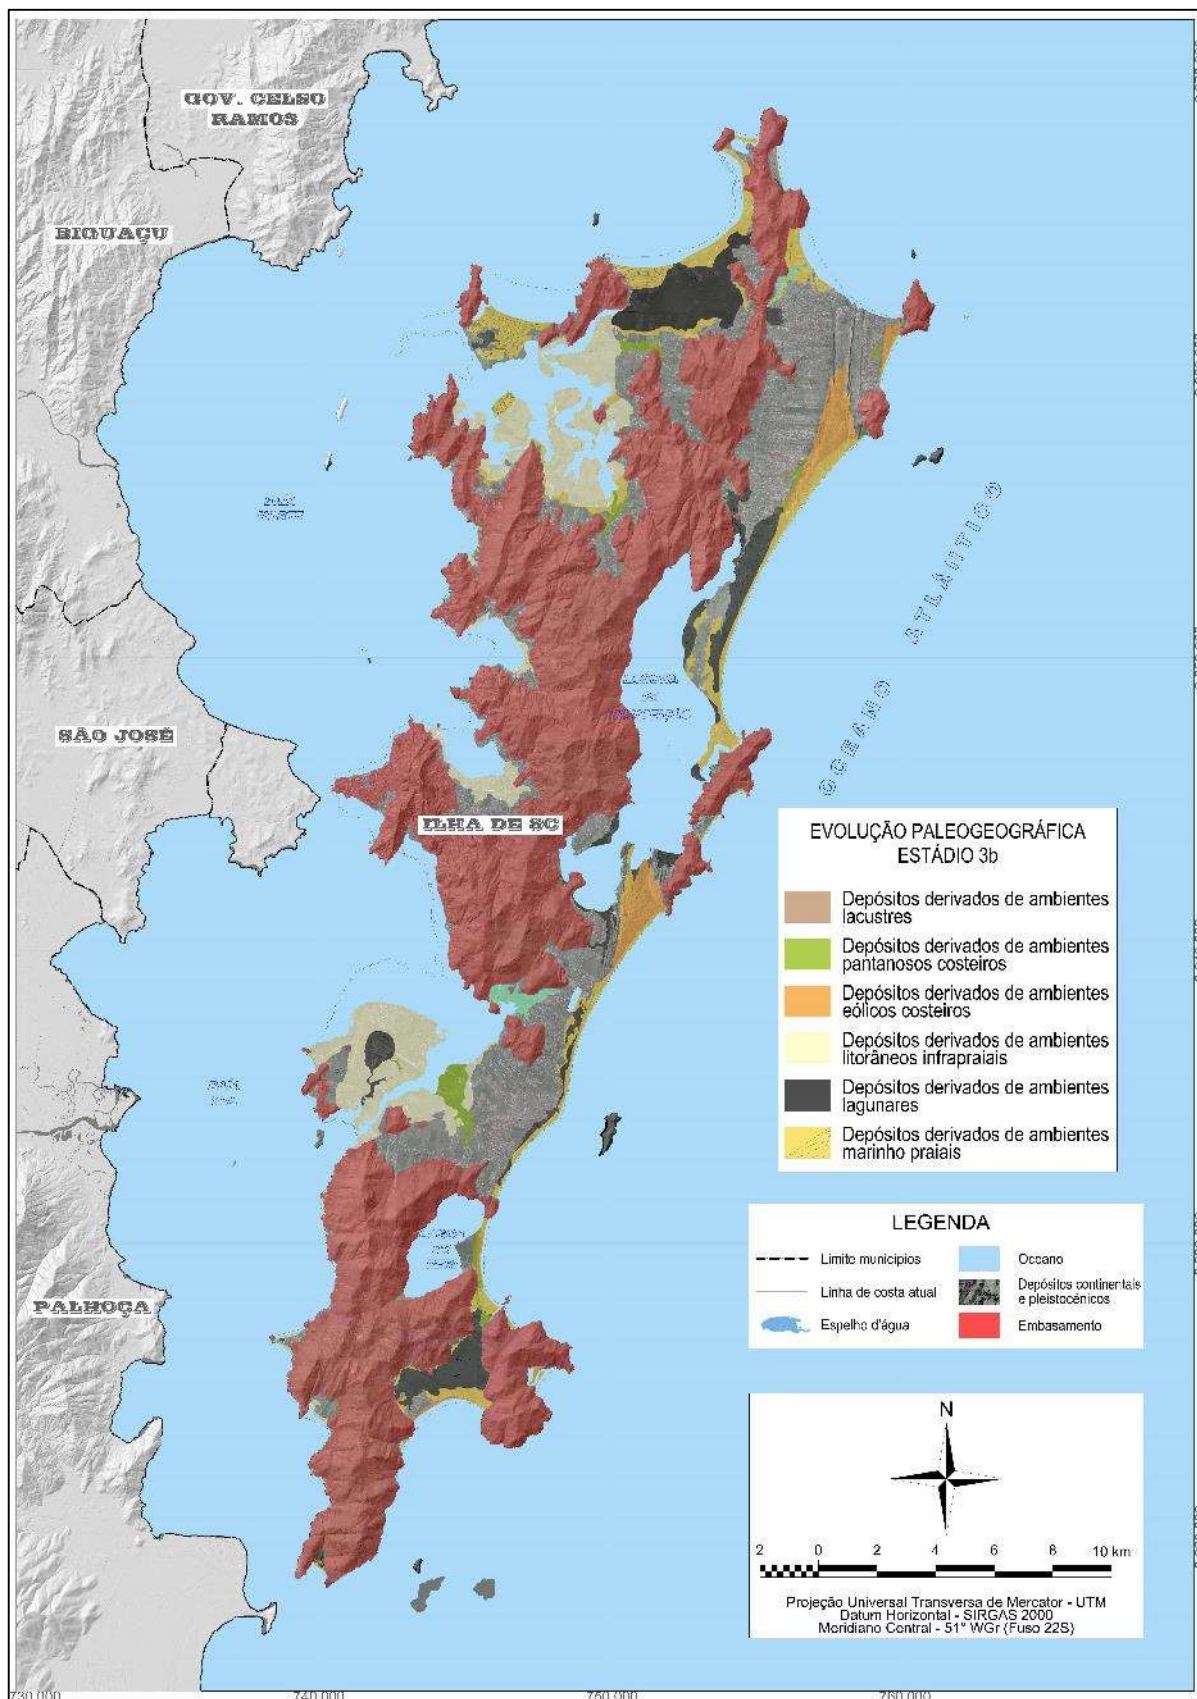 GOV. CELSO
RAMOS
BIGUAÇU
OCEANO ATLÂNTICO
SÃO JOSÉ
ILHA DE SC
PALHOÇA
EVOLUÇÃO PALEOGEOGRÁFICA
ESTÁDIO 3b
Depósitos derivados de ambientes
lacustres
Depósitos derivados de ambientes
pantanosos costeiros
Depósitos derivados de ambientes
eólicos costeiros
Depósitos derivados de ambientes
litorâneos infrapraiais
Depósitos derivados de ambientes
lagunares
Depósitos derivados de ambientes
marinho praiais
LEGENDA
Limite municípios
Oceano
Linha de costa atual
Depósitos continentais
e pleistocênicos
Espelho d'água
Embasamento
N
2 0 2 4 6 8 10 km
Projeção Universal Transversa de Mercator - UTM
Datum Horizontal - SIRGAS 2000
Meridiano Central - 51° WGr (Fuso 22S)
730.000 740.000 750.000 760.000